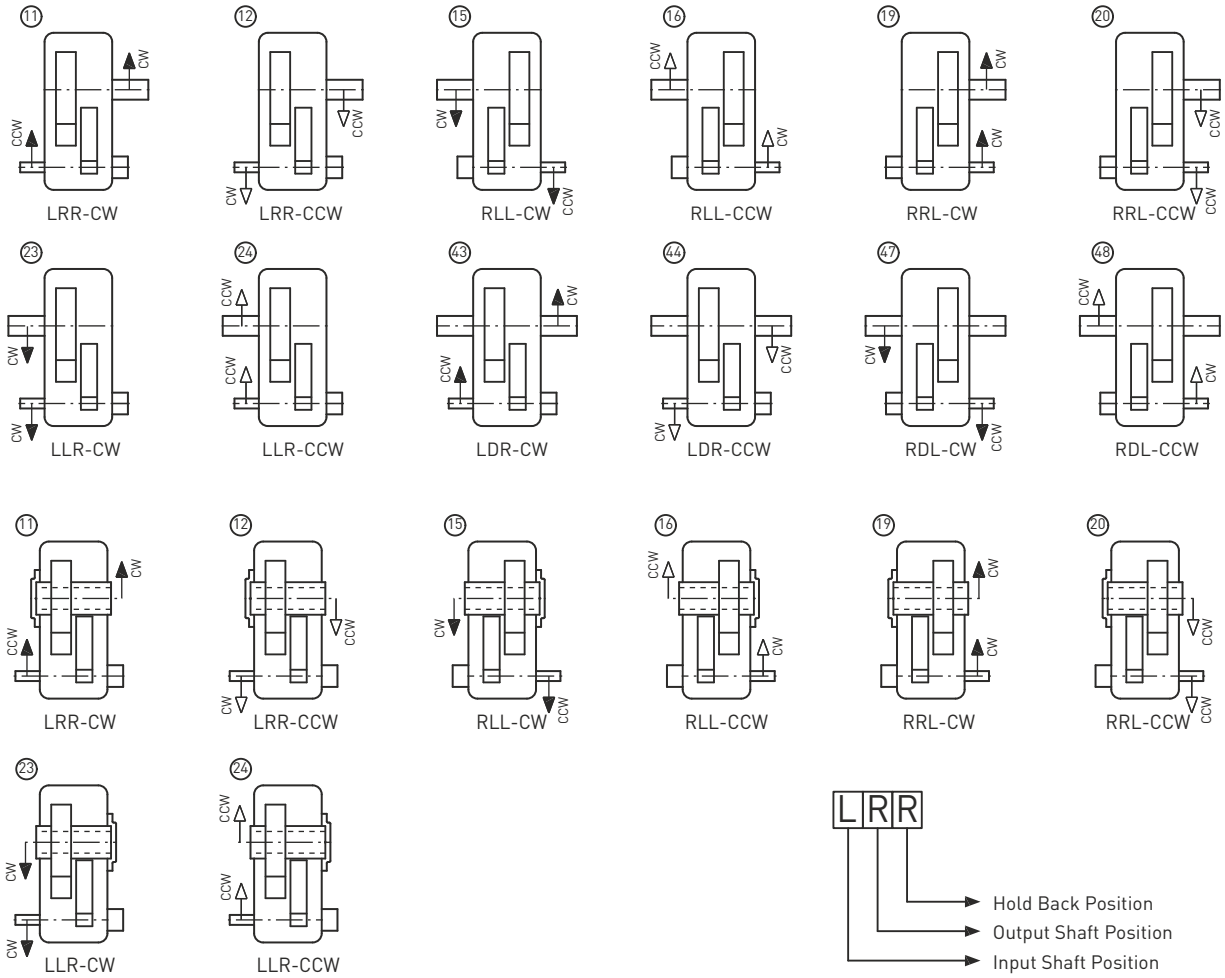 11 12 15 16 19 20
CW CCW
CCW CW
CW CCW
CCW CW
CW CW
CCW CCW
LRR-CW LRR-CCW RLL-CW RLL-CCW RRL-CW RRL-CCW
23 24 43 44 47 48
CW CW
CCW CCW
CW CCW
CCW CW
CW CCW
CCW CW
LLR-CW LLR-CCW LDR-CW LDR-CCW RDL-CW RDL-CCW
11 12 15 16 19 20
CW CCW
CCW CW
CW CCW
CCW CW
CW CW
CCW CCW
LRR-CW LRR-CCW RLL-CW RLL-CCW RRL-CW RRL-CCW
23 24
CW CW
CCW CCW
LLR-CW LLR-CCW
LRR
Hold Back Position
Output Shaft Position
Input Shaft Position